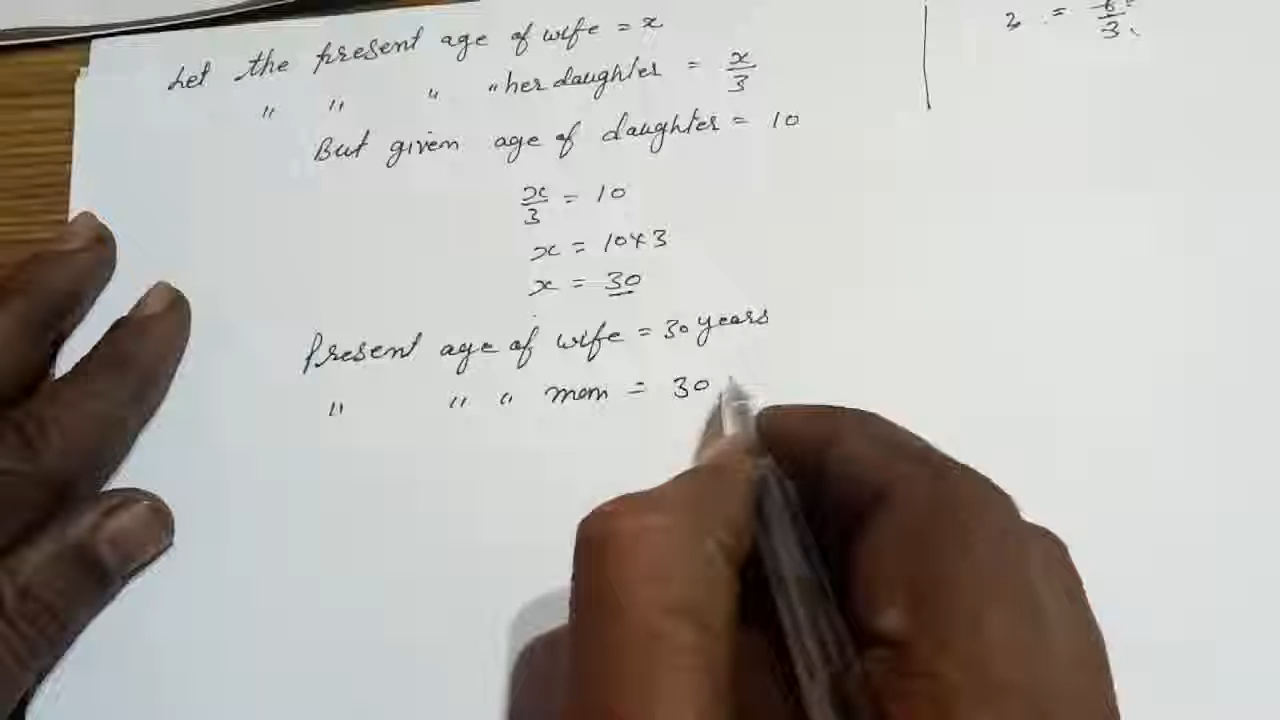 Let the present age of wife = x
" " " " her daughter = x/3
But given age of daughter = 10
x/3 = 10
x = 10×3
x = 30
Present age of wife = 30 years
" " " mom = 30
3 =